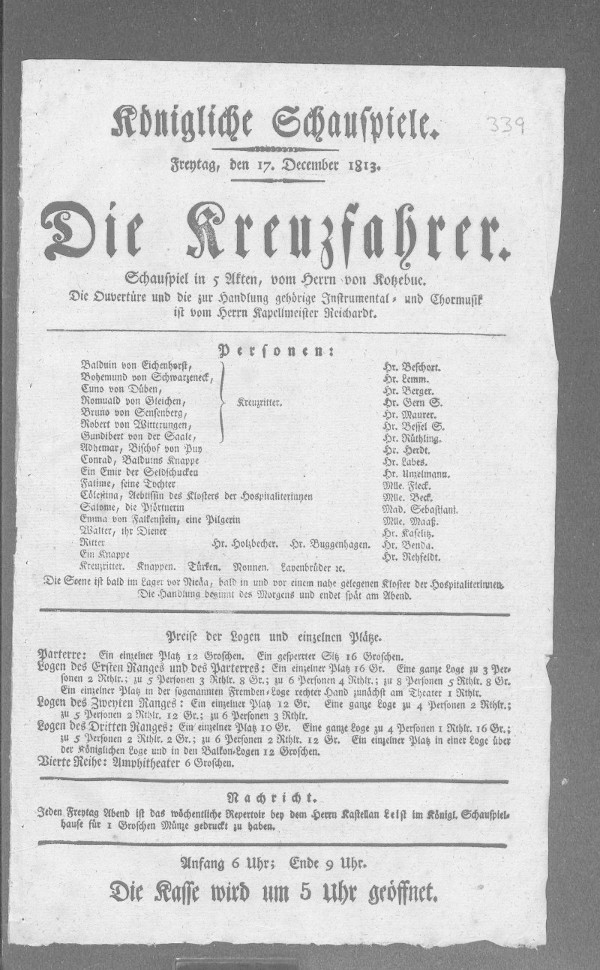 Königliche Schauspiele.
339
Freytag, den 17. December 1813.
Die Kreuzfahrer.
Schauspiel in 5 Akten, vom Herrn von Kotzebue.
Die Ouvertüre und die zur Handlung gehörige Instrumental- und Chormusik
ist vom Herrn Kapellmeister Reichardt.
Personen:
Balduin von Eichenhorst, Hr. Beschort.
Bohemund von Schwarzeneck, Hr. Lemm.
Cuno von Düben, Hr. Berger.
Romuald von Gleichen, Kreuzritter. Hr. Gern S.
Bruno von Sensenberg, Hr. Maurer.
Robert von Witterungen, Hr. Bessel S.
Gundibert von der Saale, Hr. Rüthling.
Adhemar, Bischof von Puy Hr. Herdt.
Conrad, Balduins Knappe Hr. Labes.
Ein Emir der Seldschucken Hr. Unzelmann.
Fatime, seine Tochter Mlle. Fleck.
Cölestina, Aebtissin des Klosters der Hospitaliterinnen Mlle. Beck.
Salome, die Pförtnerin Mad. Sebastiani.
Emma von Falkenstein, eine Pilgerin Mlle. Maaß.
Walter, ihr Diener Hr. Kaselitz.
Ritter Hr. Holzbecher. Hr. Buggenhagen. Hr. Benda.
Ein Knappe Hr. Rehfeldt.
Kreuzritter. Knappen. Türken. Nonnen. Layenbrüder ꝛc.
Die Scene ist bald im Lager vor Nicäa, bald in und vor einem nahe gelegenen Kloster der Hospitaliterinnen.
Die Handlung beginnt des Morgens und endet spät am Abend.
Preise der Logen und einzelnen Plätze.
Parterre: Ein einzelner Platz 12 Groschen. Ein gesperrter Sitz 16 Groschen.
Logen des Ersten Ranges und des Parterres: Ein einzelner Platz 16 Gr. Eine ganze Loge zu 3 Per-
sonen 2 Rthlr.; zu 5 Personen 3 Rthlr. 8 Gr.; zu 6 Personen 4 Rthlr.; zu 8 Personen 5 Rthlr. 8 Gr.
Ein einzelner Platz in der sogenannten Fremden-Loge rechter Hand zunächst am Theater 1 Rthlr.
Logen des Zweyten Ranges: Ein einzelner Platz 12 Gr. Eine ganze Loge zu 4 Personen 2 Rthlr.;
zu 5 Personen 2 Rthlr. 12 Gr.; zu 6 Personen 3 Rthlr.
Logen des Dritten Ranges: Ein einzelner Platz 10 Gr. Eine ganze Loge zu 4 Personen 1 Rthlr. 16 Gr.;
zu 5 Personen 2 Rthlr. 2 Gr.; zu 6 Personen 2 Rthlr. 12 Gr. Ein einzelner Platz in einer Loge über
der Königlichen Loge und in den Balkon-Logen 12 Groschen.
Vierte Reihe: Amphitheater 6 Groschen.
Nachricht.
Jeden Freytag Abend ist das wöchentliche Repertoir bey dem Herrn Kastellan Leist im Königl. Schauspiel-
hause für 1 Groschen Münze gedruckt zu haben.
Anfang 6 Uhr; Ende 9 Uhr.
Die Kasse wird um 5 Uhr geöffnet.